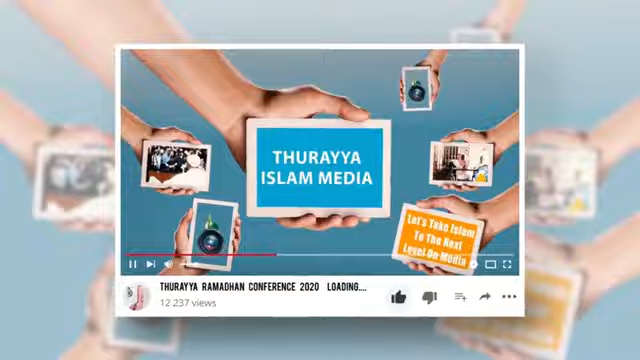 THURAYYA
ISLAM MEDIA
Let's Take Islam
To The Next
Level On Media
THURAYYA RAMADHAN CONFERENCE 2020 LOADING....
12 237 views